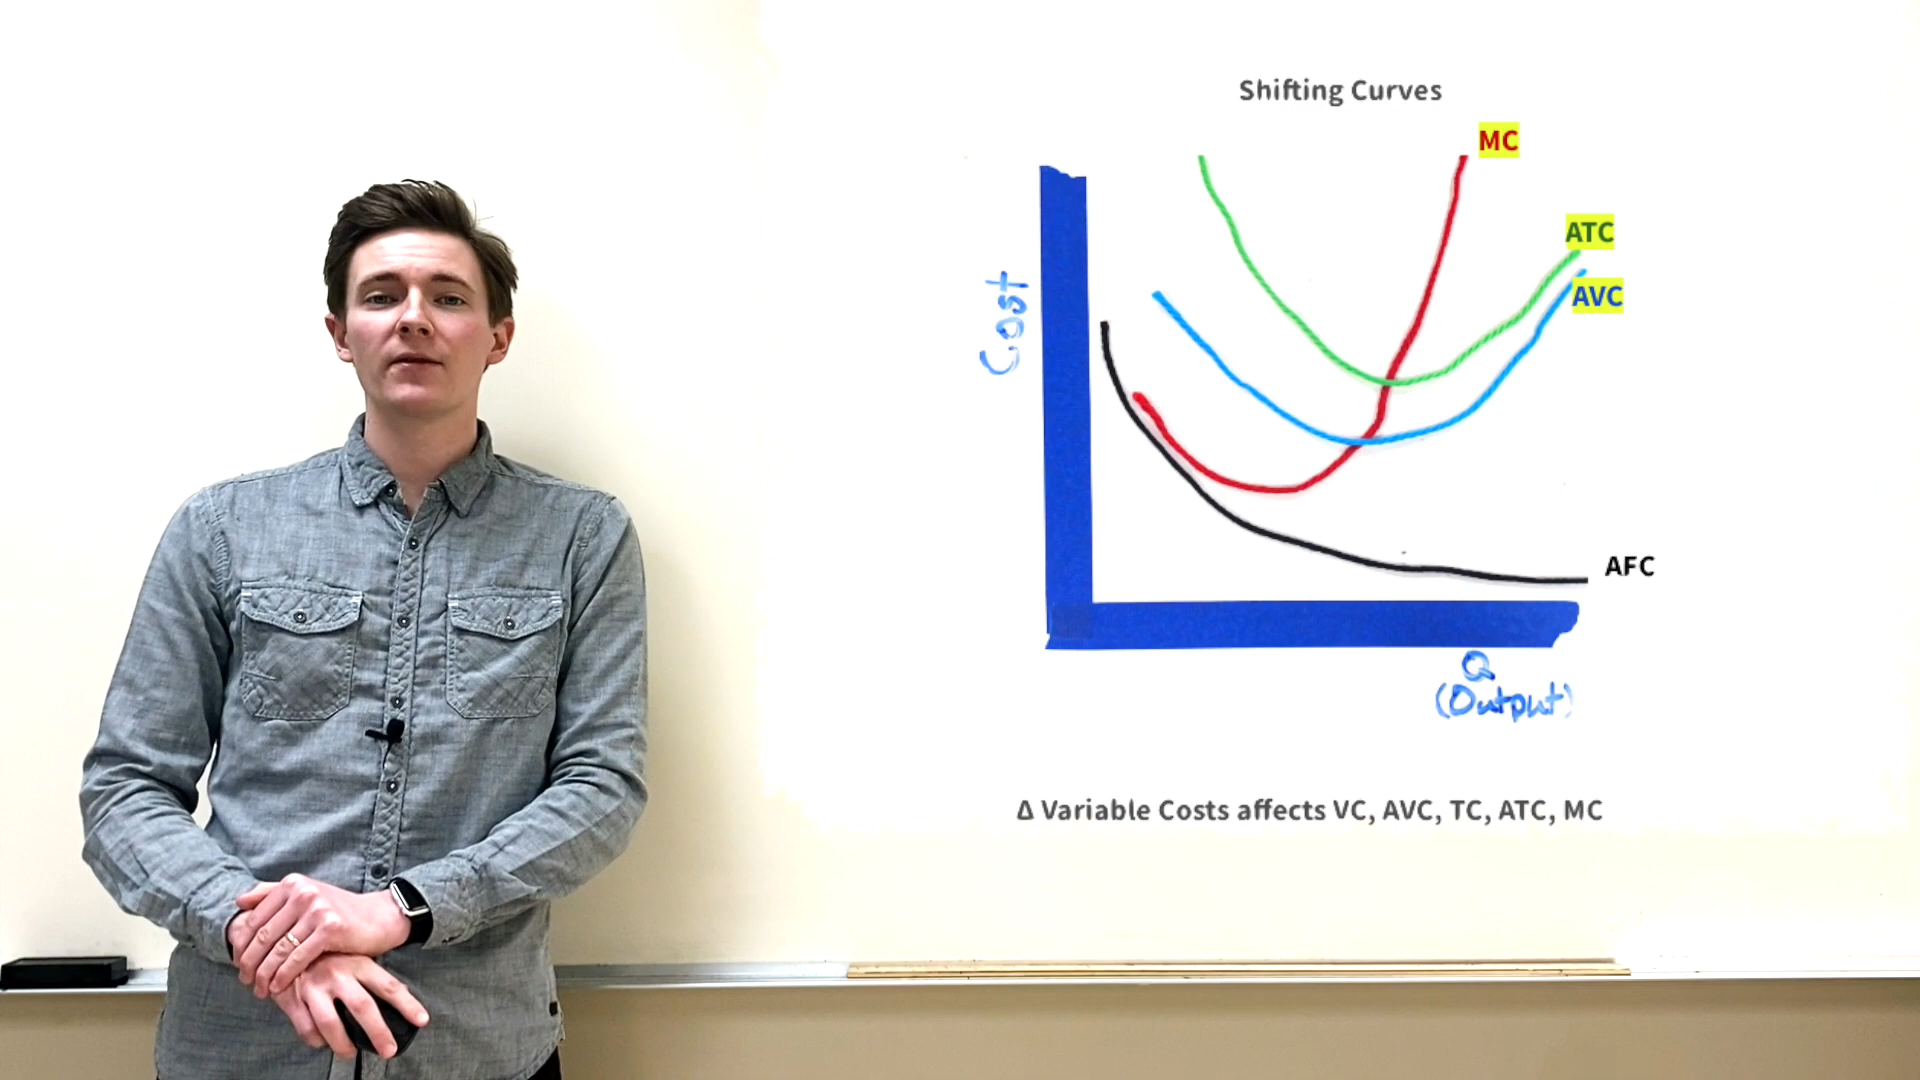 Shifting Curves
MC
ATC
AVC
Cost
AFC
Q
(Output)
Δ Variable Costs affects VC, AVC, TC, ATC, MC